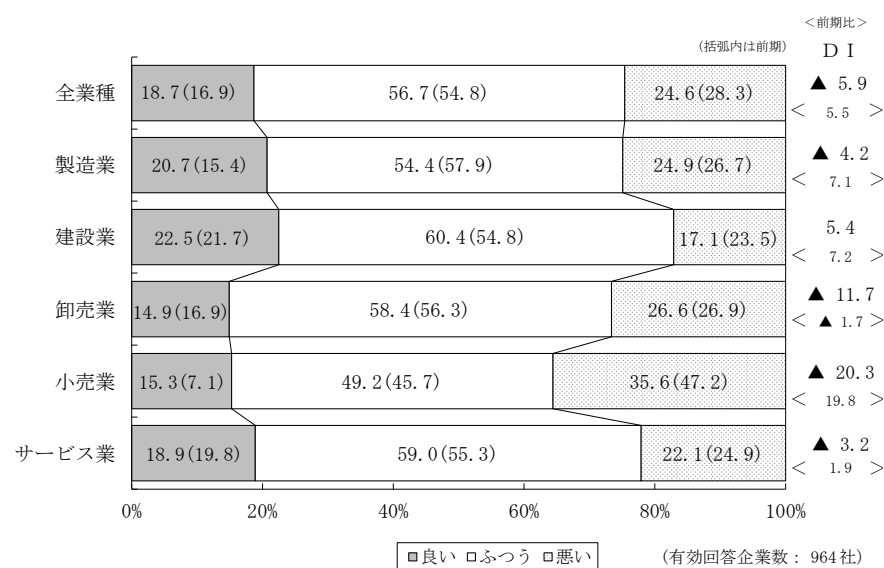 <前期比>
(括弧内は前期) DI
全業種 18.7(16.9) 56.7(54.8) 24.6(28.3) ▲ 5.9
< 5.5 >
製造業 20.7(15.4) 54.4(57.9) 24.9(26.7) ▲ 4.2
< 7.1 >
建設業 22.5(21.7) 60.4(54.8) 17.1(23.5) 5.4
< 7.2 >
卸売業 14.9(16.9) 58.4(56.3) 26.6(26.9) ▲ 11.7
< ▲ 1.7 >
小売業 15.3(7.1) 49.2(45.7) 35.6(47.2) ▲ 20.3
< 19.8 >
サービス業 18.9(19.8) 59.0(55.3) 22.1(24.9) ▲ 3.2
< 1.9 >
0% 20% 40% 60% 80% 100%
良い ふつう 悪い (有効回答企業数: 964社)